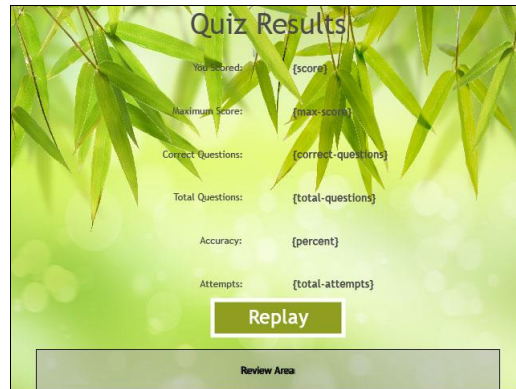 Quiz Results
You Scored: {score}
Maximum Score: {max-score}
Correct Questions: {correct-questions}
Total Questions: {total-questions}
Accuracy: {percent}
Attempts: {total-attempts}
Replay
Review Area